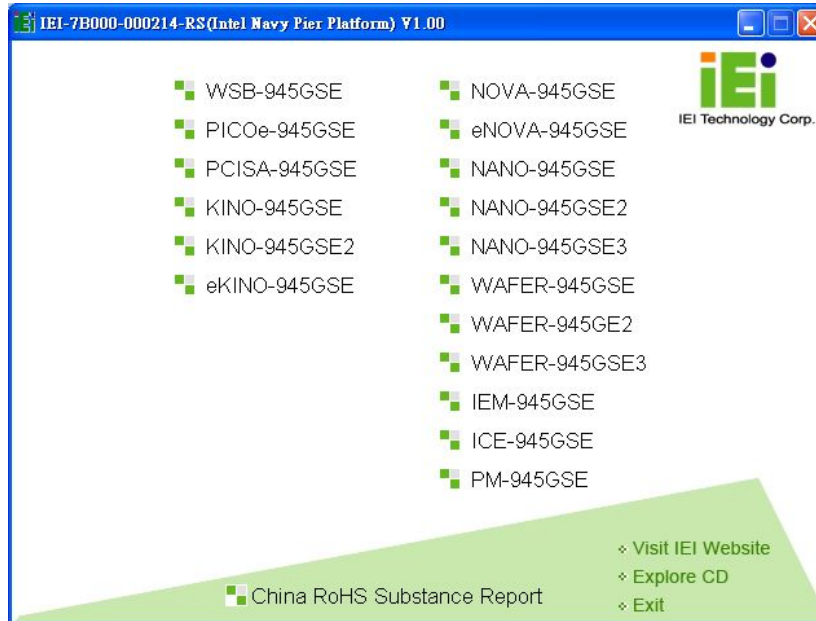 IEI-7B000-000214-RS(Intel Navy Pier Platform) V1.00
iEi
IEI Technology Corp.
WSB-945GSE
PICOe-945GSE
PCISA-945GSE
KINO-945GSE
KINO-945GSE2
eKINO-945GSE
NOVA-945GSE
eNOVA-945GSE
NANO-945GSE
NANO-945GSE2
NANO-945GSE3
WAFER-945GSE
WAFER-945GE2
WAFER-945GSE3
IEM-945GSE
ICE-945GSE
PM-945GSE
China RoHS Substance Report
Visit IEI Website
Explore CD
Exit